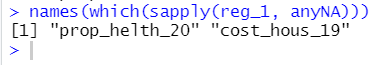 > names(which(sapply(reg_1, anyNA)))
[1] "prop_helth_20" "cost_hous_19"
>